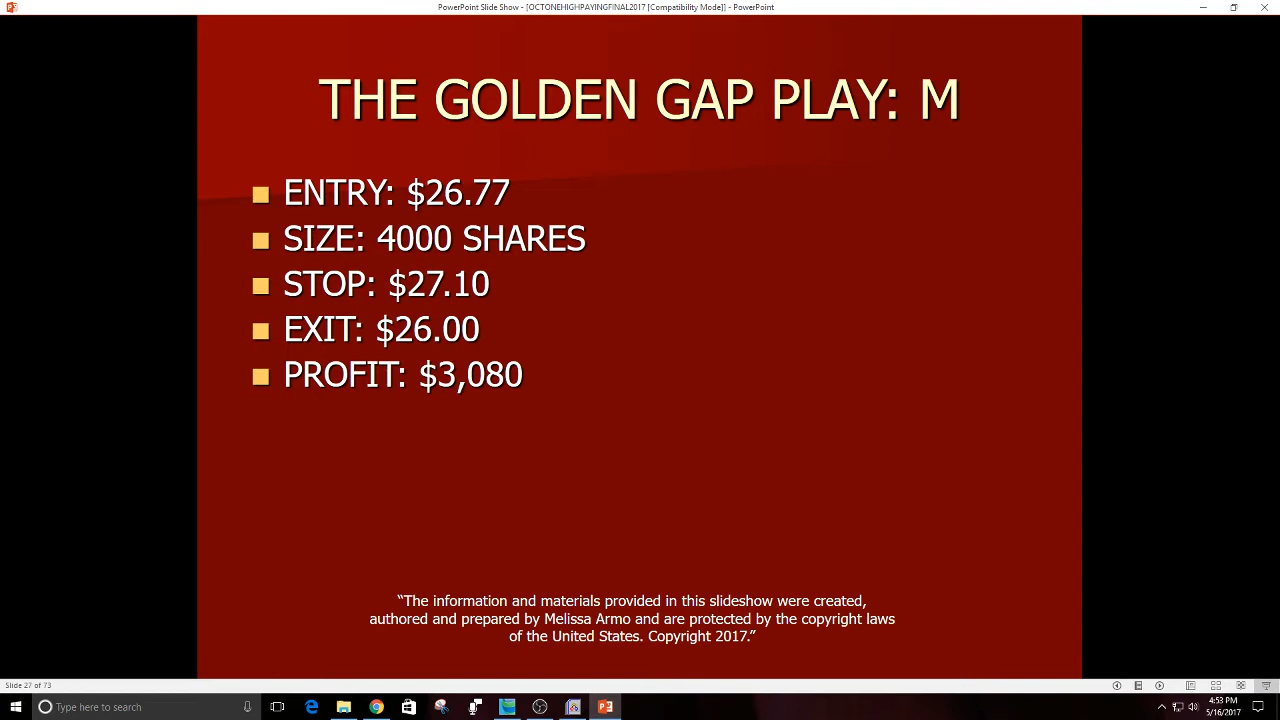 PowerPoint Slide Show - [OCTONEHIGHPAYINGFINAL2017 [Compatibility Mode]] - PowerPoint
THE GOLDEN GAP PLAY: M
ENTRY: $26.77
SIZE: 4000 SHARES
STOP: $27.10
EXIT: $26.00
PROFIT: $3,080
“The information and materials provided in this slideshow were created,
authored and prepared by Melissa Armo and are protected by the copyright laws
of the United States. Copyright 2017.”
Slide 27 of 73
Type here to search
4:53 PM
5/16/2017